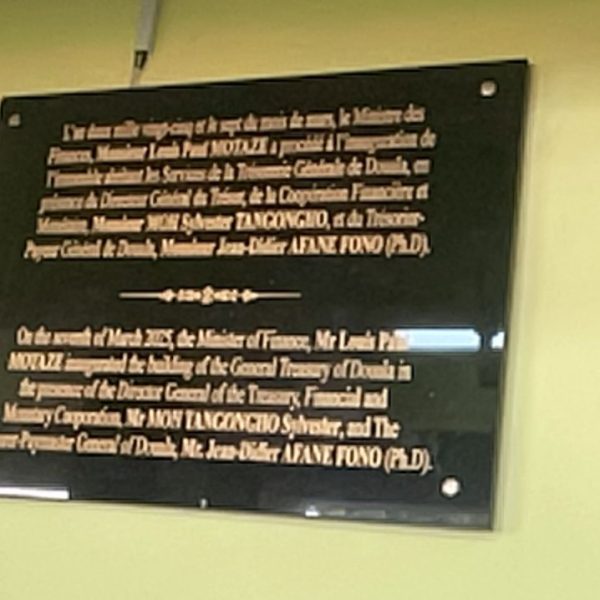 L'an deux mille vingt-cinq et le sept du mois de mars, le Ministre des
Finances, Monsieur Louis Paul MOTAZE a procédé à l'inauguration de
l'immeuble abritant les Services de la Trésorerie Générale de Douala, en
présence du Directeur Général du Trésor, de la Coopération Financière et
Monétaire, Monsieur MOH Sylvester TANGONGHO, et du Trésorier-
Payeur Général de Douala, Monsieur Jean-Didier AFANE FONO (Ph.D).
On the seventh of March 2025, the Minister of Finance, Mr Louis Paul
MOTAZE inaugurated the building of the General Treasury of Douala in
the presence of the Director General of the Treasury, Financial and
Monetary Cooperation, Mr MOH TANGONGHO Sylvester, and The
Paymaster General of Douala, Mr. Jean-Didier AFANE FONO (Ph.D).